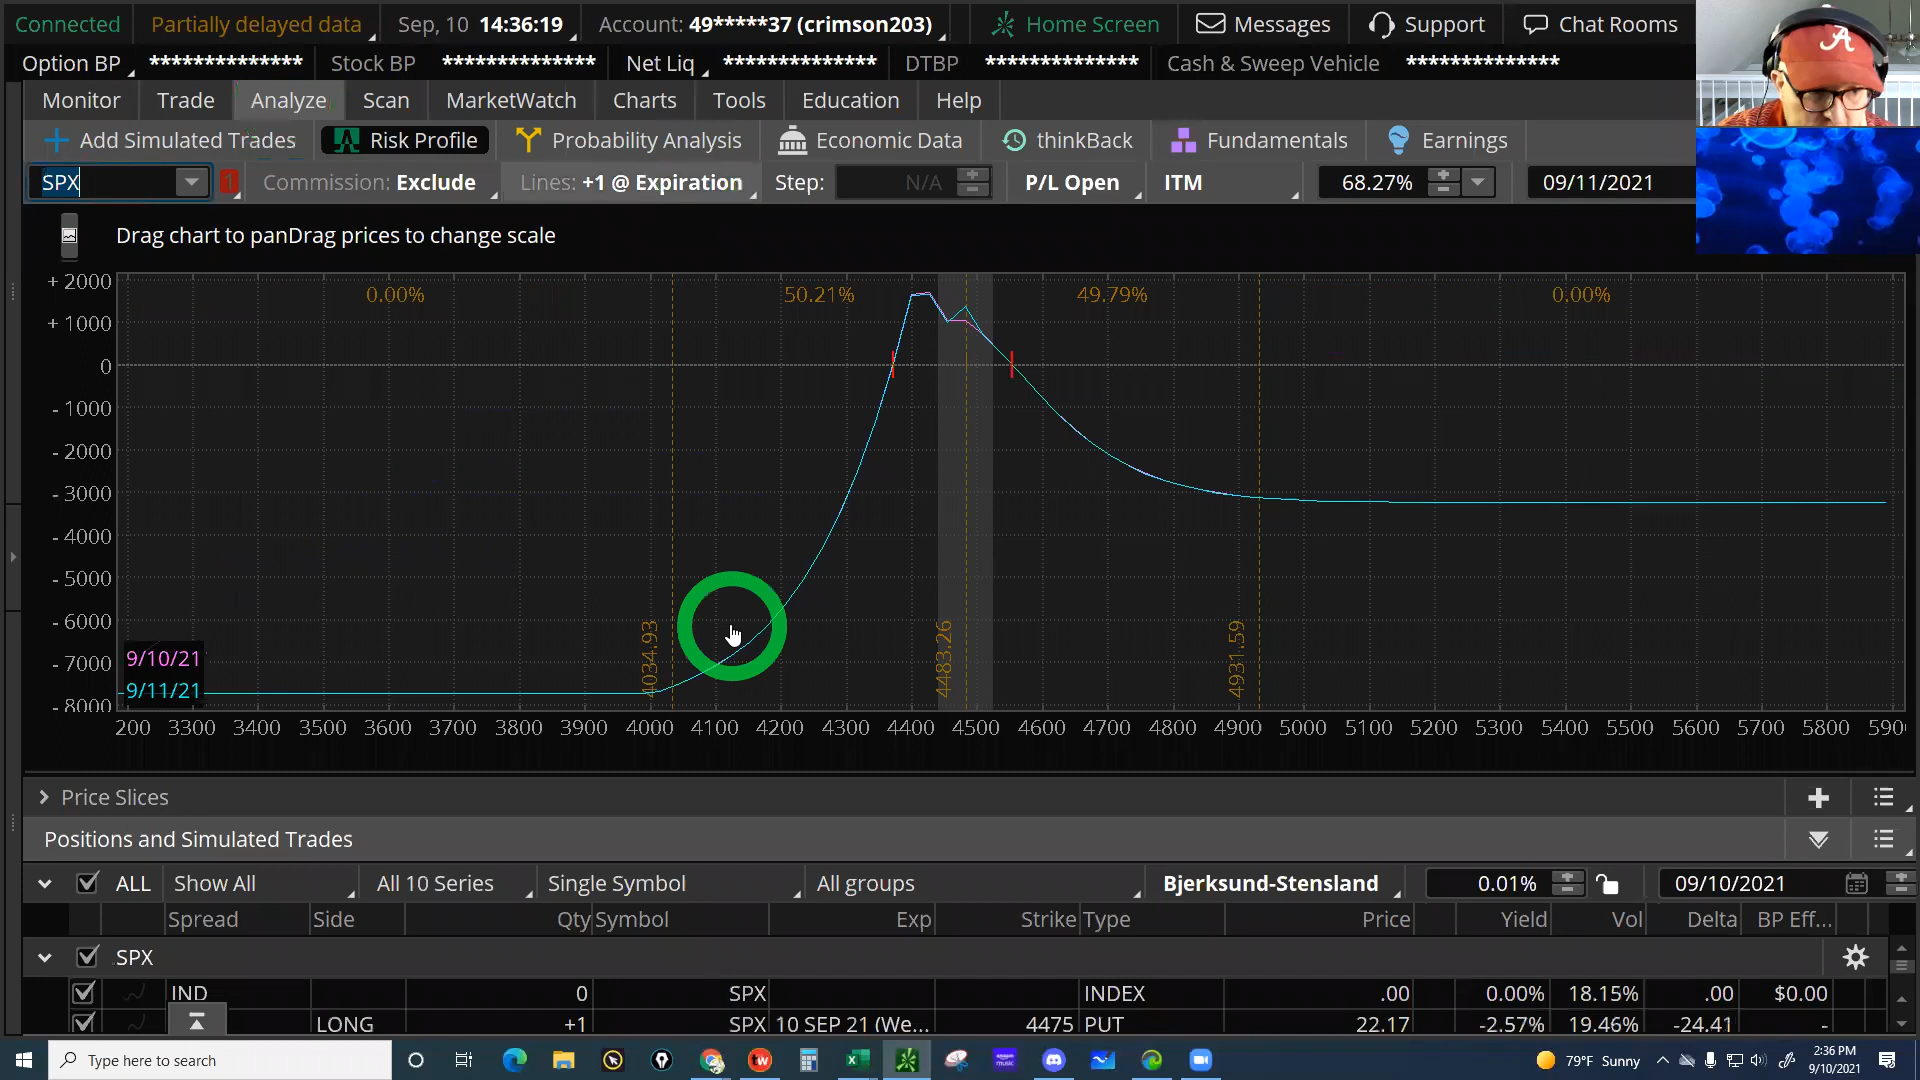 Connected Partially delayed data Sep, 10 14:36:19 Account: 49*****37 (crimson203) Home Screen Messages Support Chat Rooms
Option BP ************** Stock BP ************** Net Liq ************** DTBP ************** Cash & Sweep Vehicle **************
Monitor Trade Analyze Scan MarketWatch Charts Tools Education Help
Add Simulated Trades Risk Profile Probability Analysis Economic Data thinkBack Fundamentals Earnings
SPX 1 Commission: Exclude Lines: +1 @ Expiration Step: N/A P/L Open ITM 68.27% 09/11/2021
Drag chart to panDrag prices to change scale
+ 2000 0.00% 50.21% 49.79% 0.00%
+ 1000
0
- 1000
- 2000
- 3000
- 4000
- 5000
- 6000
- 7000
- 8000
4034.93 4483.26 4931.59
9/10/21
9/11/21
200 3300 3400 3500 3600 3700 3800 3900 4000 4100 4200 4300 4400 4500 4600 4700 4800 4900 5000 5100 5200 5300 5400 5500 5600 5700 5800 590
Price Slices
Positions and Simulated Trades
ALL Show All All 10 Series Single Symbol All groups Bjerksund-Stensland 0.01% 09/10/2021
Spread Side Qty Symbol Exp Strike Type Price Yield Vol Delta BP Eff...
SPX
IND 0 SPX INDEX .00 0.00% 18.15% .00 $0.00
LONG +1 SPX 10 SEP 21 (We... 4475 PUT 22.17 -2.57% 19.46% -24.41 -
Type here to search 79°F Sunny 2:36 PM
9/10/2021